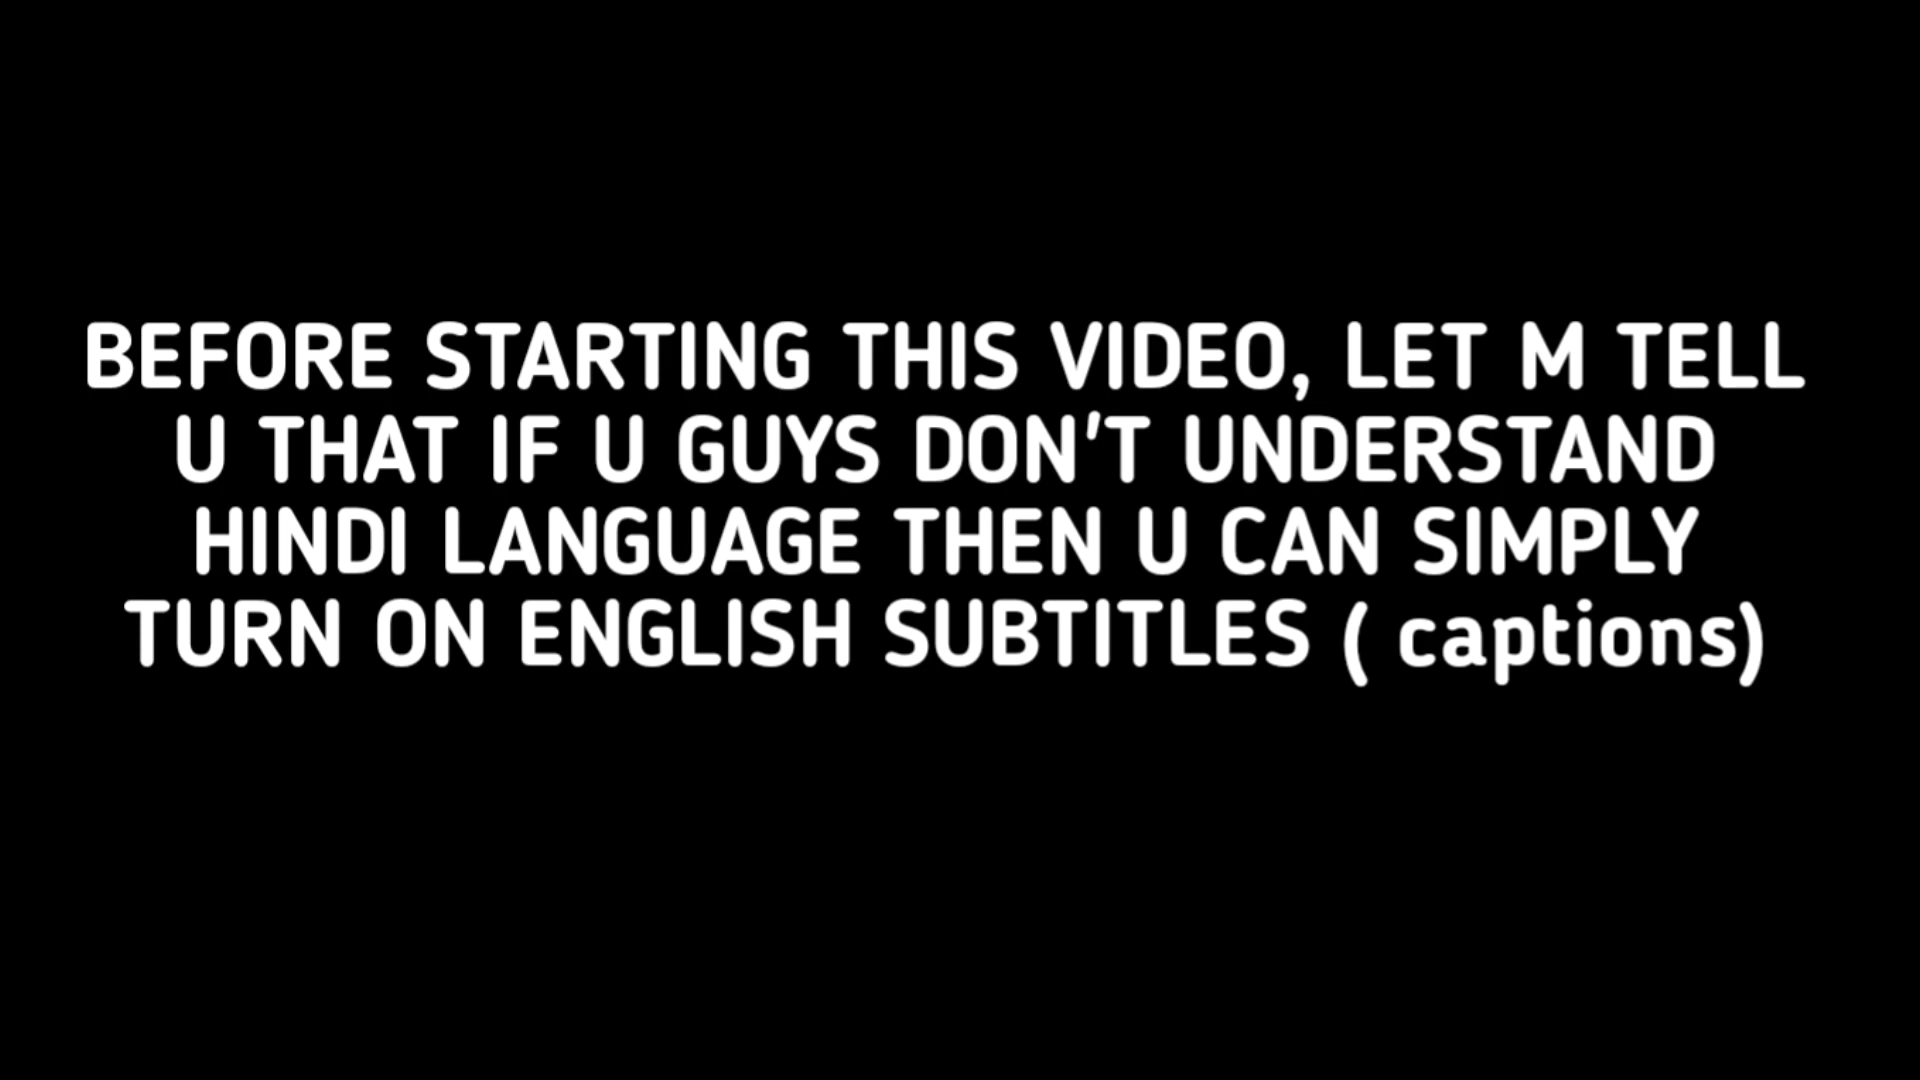 BEFORE STARTING THIS VIDEO, LET M TELL
U THAT IF U GUYS DON'T UNDERSTAND
HINDI LANGUAGE THEN U CAN SIMPLY
TURN ON ENGLISH SUBTITLES ( captions)